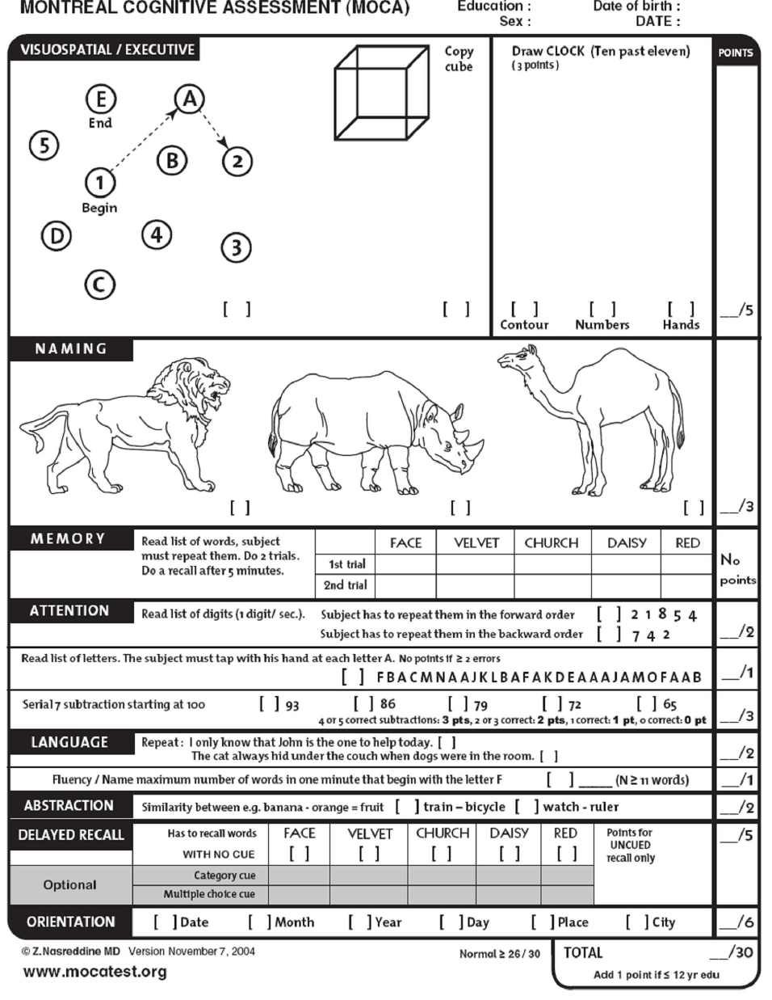 MONTREAL COGNITIVE ASSESSMENT (MOCA)
Education : Date of birth :
Sex : DATE :
VISUOSPATIAL / EXECUTIVE
Copy
cube
Draw CLOCK (Ten past eleven)
( 3 points )
POINTS
E
End
A
5
B
2
1
Begin
D
4
3
C
[ ] [ ] [ ] [ ] [ ] __/5
Contour Numbers Hands
NAMING
[ ] [ ] [ ] __/3
MEMORY
Read list of words, subject
must repeat them. Do 2 trials.
Do a recall after 5 minutes.
FACE VELVET CHURCH DAISY RED
1st trial
2nd trial
No
points
ATTENTION
Read list of digits (1 digit/ sec.). Subject has to repeat them in the forward order [ ] 2 1 8 5 4
Subject has to repeat them in the backward order [ ] 7 4 2 __/2
Read list of letters. The subject must tap with his hand at each letter A. No points if ≥ 2 errors
[ ] F B A C M N A A J K L B A F A K D E A A A J A M O F A A B __/1
Serial 7 subtraction starting at 100 [ ] 93 [ ] 86 [ ] 79 [ ] 72 [ ] 65
4 or 5 correct subtractions: 3 pts, 2 or 3 correct: 2 pts, 1 correct: 1 pt, 0 correct: 0 pt __/3
LANGUAGE
Repeat : I only know that John is the one to help today. [ ]
The cat always hid under the couch when dogs were in the room. [ ] __/2
Fluency / Name maximum number of words in one minute that begin with the letter F [ ] _____ (N ≥ 11 words) __/1
ABSTRACTION
Similarity between e.g. banana - orange = fruit [ ] train – bicycle [ ] watch - ruler __/2
DELAYED RECALL
Has to recall words
WITH NO CUE
FACE VELVET CHURCH DAISY RED
[ ] [ ] [ ] [ ] [ ]
Points for
UNCUED
recall only
__/5
Optional
Category cue
Multiple choice cue
ORIENTATION
[ ] Date [ ] Month [ ] Year [ ] Day [ ] Place [ ] City __/6
© Z.Nasreddine MD Version November 7, 2004
www.mocatest.org
Normal ≥ 26 / 30
TOTAL __/30
Add 1 point if ≤ 12 yr edu